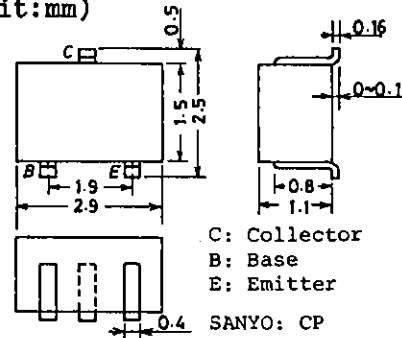 it:mm)
C
0.5
0.16
1.5
2.5
0~0.1
B
E
1.9
2.9
0.8
1.1
C: Collector
B: Base
E: Emitter
0.4
SANYO: CP